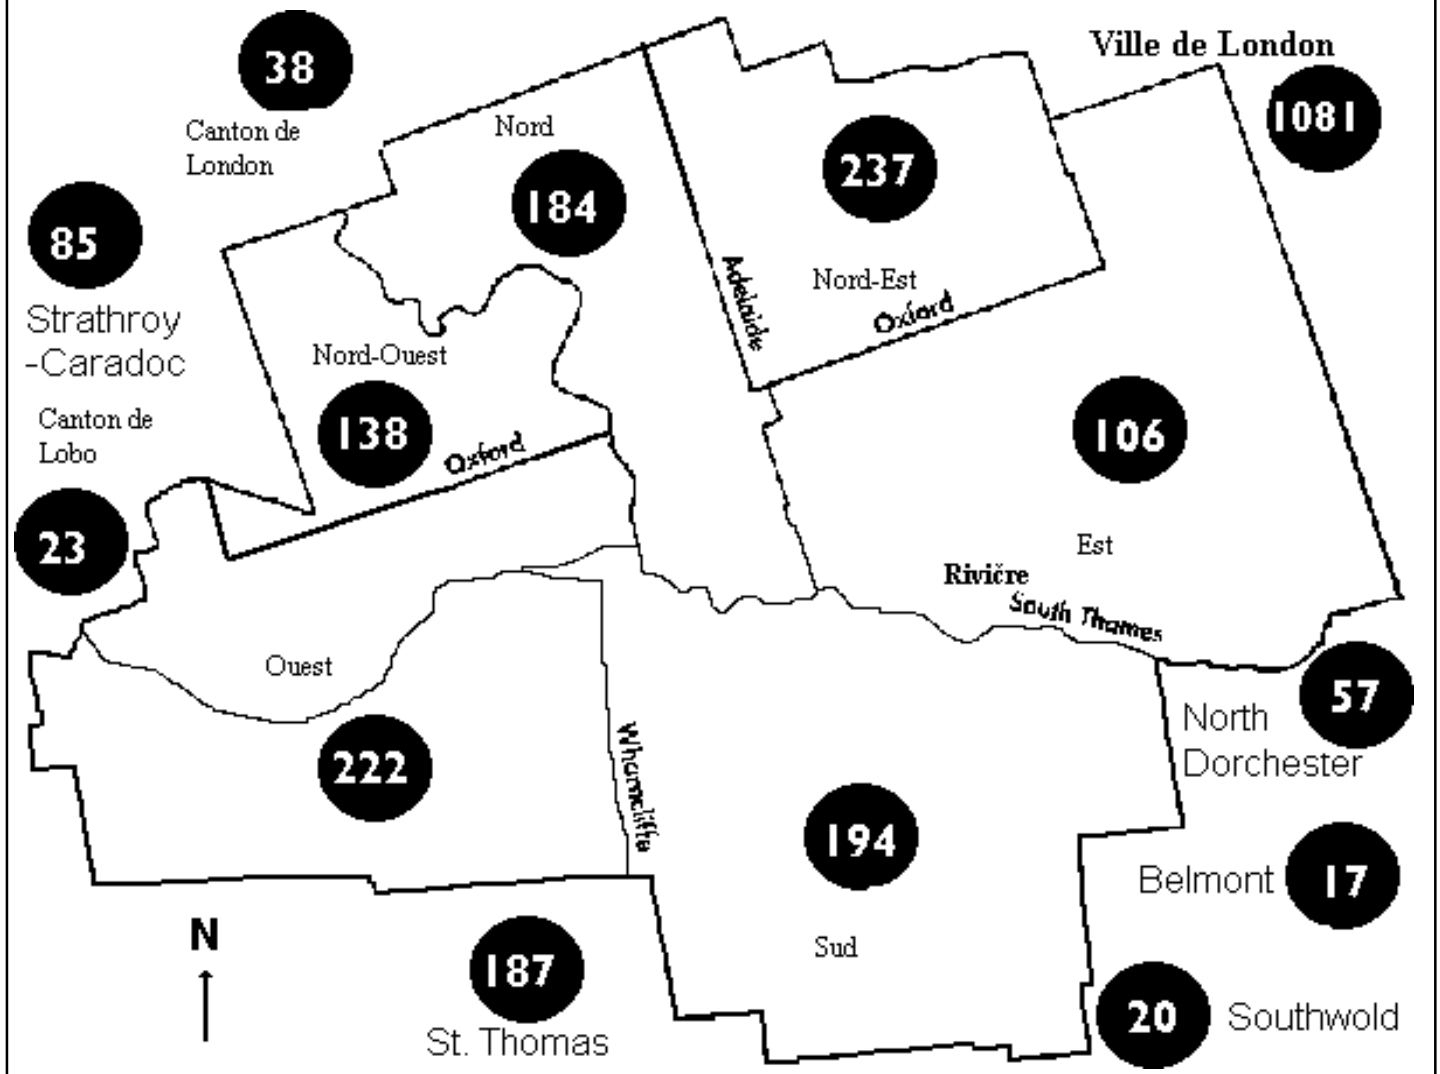 Ville de London
1081
38
Canton de
London
Nord
184
237
Nord-Est
85
Strathroy
-Caradoc
Adelaide
Oxford
Nord-Ouest
138
Oxford
106
Est
Canton de
Lobo
23
Rivičre
South Thames
Ouest
222
Wharncliffe
57
North
Dorchester
194
Sud
Belmont
17
N
187
St. Thomas
20
Southwold